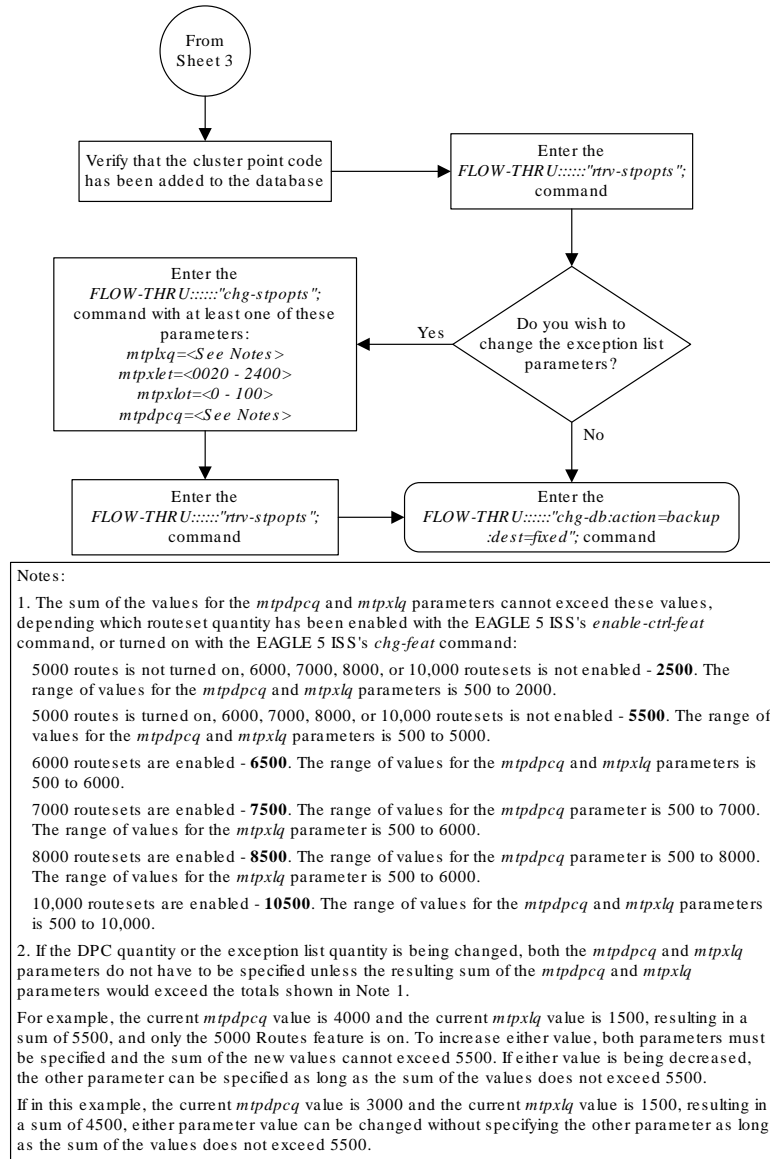 From
Sheet 3
Verify that the cluster point code
has been added to the database
Enter the
FLOW-THRU::::::"rtrv-stpopts";
command
Do you wish to
change the exception list
parameters?
Yes
Enter the
FLOW-THRU::::::"chg-stpopts";
command with at least one of these
parameters:
mtplxq=<See Notes>
mtpxlet=<0020 - 2400>
mtpxlot=<0 - 100>
mtpdpcq=<See Notes>
No
Enter the
FLOW-THRU::::::"rtrv-stpopts";
command
Enter the
FLOW-THRU::::::"chg-db:action=backup
:dest=fixed"; command
Notes:
1. The sum of the values for the mtpdpcq and mtpxlq parameters cannot exceed these values,
depending which routeset quantity has been enabled with the EAGLE 5 ISS's enable-ctrl-feat
command, or turned on with the EAGLE 5 ISS's chg-feat command:
5000 routes is not turned on, 6000, 7000, 8000, or 10,000 routesets is not enabled - 2500. The
range of values for the mtpdpcq and mtpxlq parameters is 500 to 2000.
5000 routes is turned on, 6000, 7000, 8000, or 10,000 routesets is not enabled - 5500. The range of
values for the mtpdpcq and mtpxlq parameters is 500 to 5000.
6000 routesets are enabled - 6500. The range of values for the mtpdpcq and mtpxlq parameters is
500 to 6000.
7000 routesets are enabled - 7500. The range of values for the mtpdpcq parameter is 500 to 7000.
The range of values for the mtpxlq parameter is 500 to 6000.
8000 routesets are enabled - 8500. The range of values for the mtpdpcq parameter is 500 to 8000.
The range of values for the mtpxlq parameter is 500 to 6000.
10,000 routesets are enabled - 10500. The range of values for the mtpdpcq and mtpxlq parameters
is 500 to 10,000.
2. If the DPC quantity or the exception list quantity is being changed, both the mtpdpcq and mtpxlq
parameters do not have to be specified unless the resulting sum of the mtpdpcq and mtpxlq
parameters would exceed the totals shown in Note 1.
For example, the current mtpdpcq value is 4000 and the current mtpxlq value is 1500, resulting in a
sum of 5500, and only the 5000 Routes feature is on. To increase either value, both parameters must
be specified and the sum of the new values cannot exceed 5500. If either value is being decreased,
the other parameter can be specified as long as the sum of the values does not exceed 5500.
If in this example, the current mtpdpcq value is 3000 and the current mtpxlq value is 1500, resulting in
a sum of 4500, either parameter value can be changed without specifying the other parameter as long
as the sum of the values does not exceed 5500.